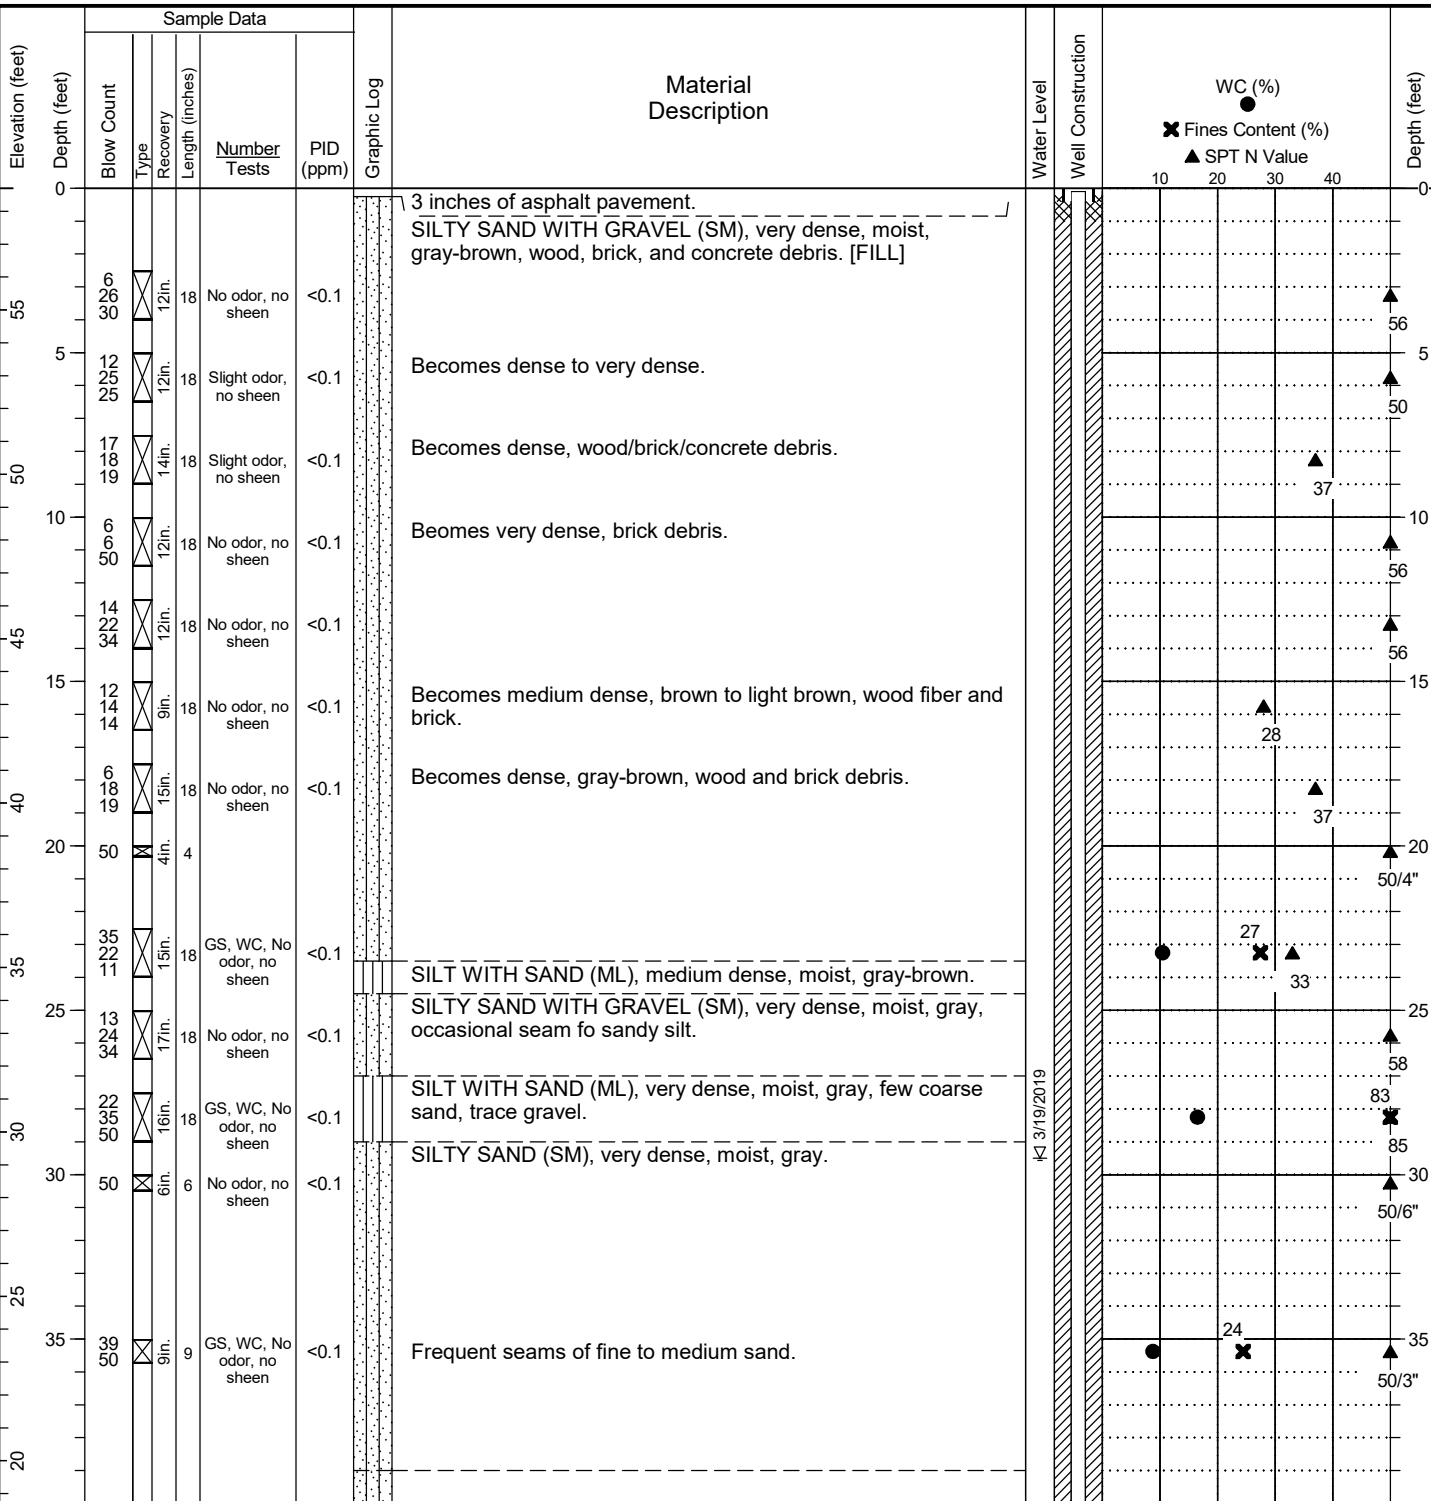 Sample Data
Elevation (feet)
Depth (feet)
Blow Count
Type
Recovery
Length (inches)
Number
Tests
PID
(ppm)
Graphic Log
Material
Description
Water Level
Well Construction
WC (%)
Fines Content (%)
SPT N Value
10 20 30 40
Depth (feet)
0
3 inches of asphalt pavement.
0
SILTY SAND WITH GRAVEL (SM), very dense, moist,
gray-brown, wood, brick, and concrete debris. [FILL]
55
6
26
30
12in.
18
No odor, no
sheen
<0.1
56
5
12
25
25
12in.
18
Slight odor,
no sheen
<0.1
Becomes dense to very dense.
50
5
50
17
18
19
14in.
18
Slight odor,
no sheen
<0.1
Becomes dense, wood/brick/concrete debris.
37
10
6
6
50
12in.
18
No odor, no
sheen
<0.1
Beomes very dense, brick debris.
56
10
45
14
22
34
12in.
18
No odor, no
sheen
<0.1
56
15
12
14
14
9in.
18
No odor, no
sheen
<0.1
Becomes medium dense, brown to light brown, wood fiber and
brick.
28
15
40
6
18
19
15in.
18
No odor, no
sheen
<0.1
Becomes dense, gray-brown, wood and brick debris.
37
20
50
4in.
4
50/4"
20
35
35
22
11
15in.
18
GS, WC, No
odor, no
sheen
<0.1
27
33
SILT WITH SAND (ML), medium dense, moist, gray-brown.
25
13
24
34
17in.
18
No odor, no
sheen
<0.1
SILTY SAND WITH GRAVEL (SM), very dense, moist, gray,
occasional seam fo sandy silt.
58
25
30
22
35
50
16in.
18
GS, WC, No
odor, no
sheen
<0.1
SILT WITH SAND (ML), very dense, moist, gray, few coarse
sand, trace gravel.
3/19/2019
83
85
SILTY SAND (SM), very dense, moist, gray.
30
50
6in.
6
No odor, no
sheen
<0.1
50/6"
30
25
35
39
50
9in.
9
GS, WC, No
odor, no
sheen
<0.1
Frequent seams of fine to medium sand.
24
50/3"
35
20